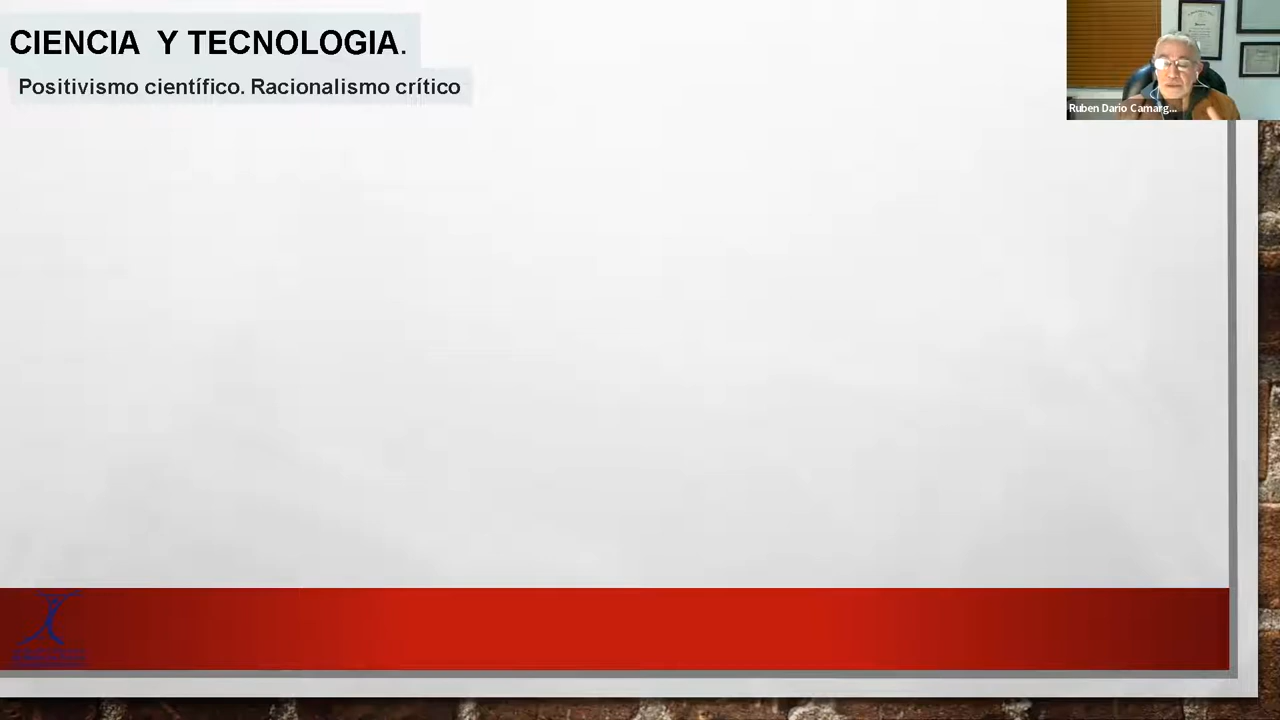 CIENCIA Y TECNOLOGIA.
Positivismo científico. Racionalismo crítico
Ruben Dario Camarg...